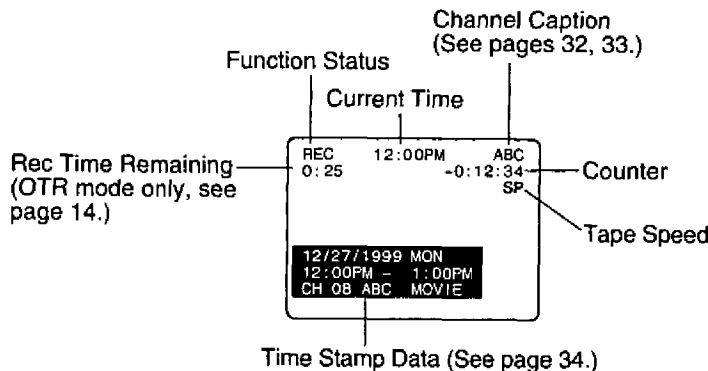 Channel Caption
(See pages 32, 33.)
Function Status
Current Time
REC 12:00PM ABC
Rec Time Remaining
(OTR mode only, see
page 14.)
0:25 -0:12:34
Counter
SP
Tape Speed
12/27/1999 MON
12:00PM - 1:00PM
CH 08 ABC MOVIE
Time Stamp Data (See page 34.)